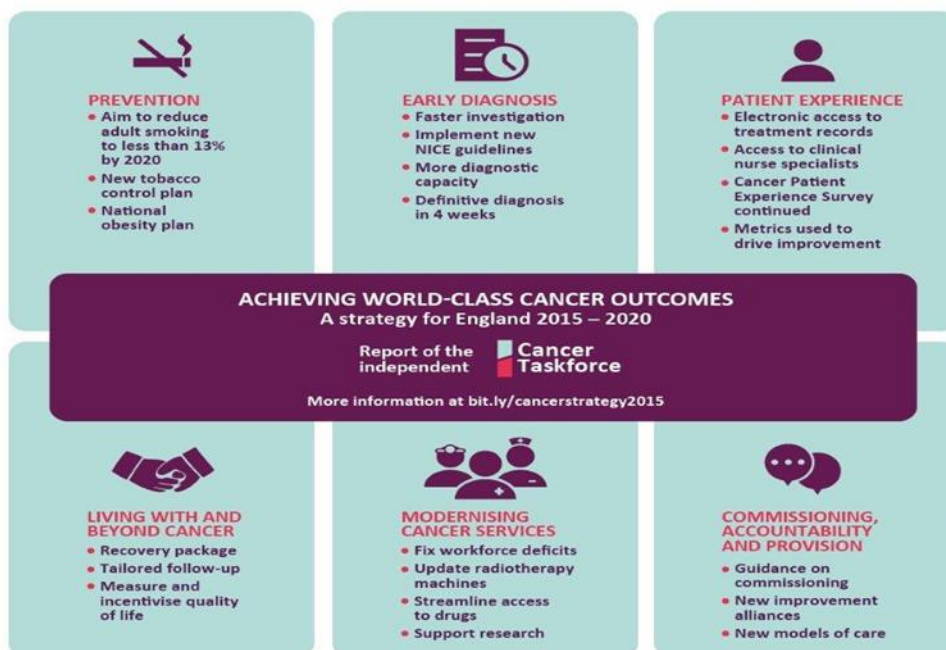 PREVENTION
• Aim to reduce
adult smoking
to less than 13%
by 2020
• New tobacco
control plan
• National
obesity plan
EARLY DIAGNOSIS
• Faster investigation
• Implement new
NICE guidelines
• More diagnostic
capacity
• Definitive diagnosis
in 4 weeks
PATIENT EXPERIENCE
• Electronic access to
treatment records
• Access to clinical
nurse specialists
• Cancer Patient
Experience Survey
continued
• Metrics used to
drive improvement
ACHIEVING WORLD-CLASS CANCER OUTCOMES
A strategy for England 2015 – 2020
Report of the
independent
Cancer
Taskforce
More information at bit.ly/cancerstrategy2015
LIVING WITH AND
BEYOND CANCER
• Recovery package
• Tailored follow-up
• Measure and
incentivise quality
of life
MODERNISING
CANCER SERVICES
• Fix workforce deficits
• Update radiotherapy
machines
• Streamline access
to drugs
• Support research
COMMISSIONING,
ACCOUNTABILITY
AND PROVISION
• Guidance on
commissioning
• New improvement
alliances
• New models of care